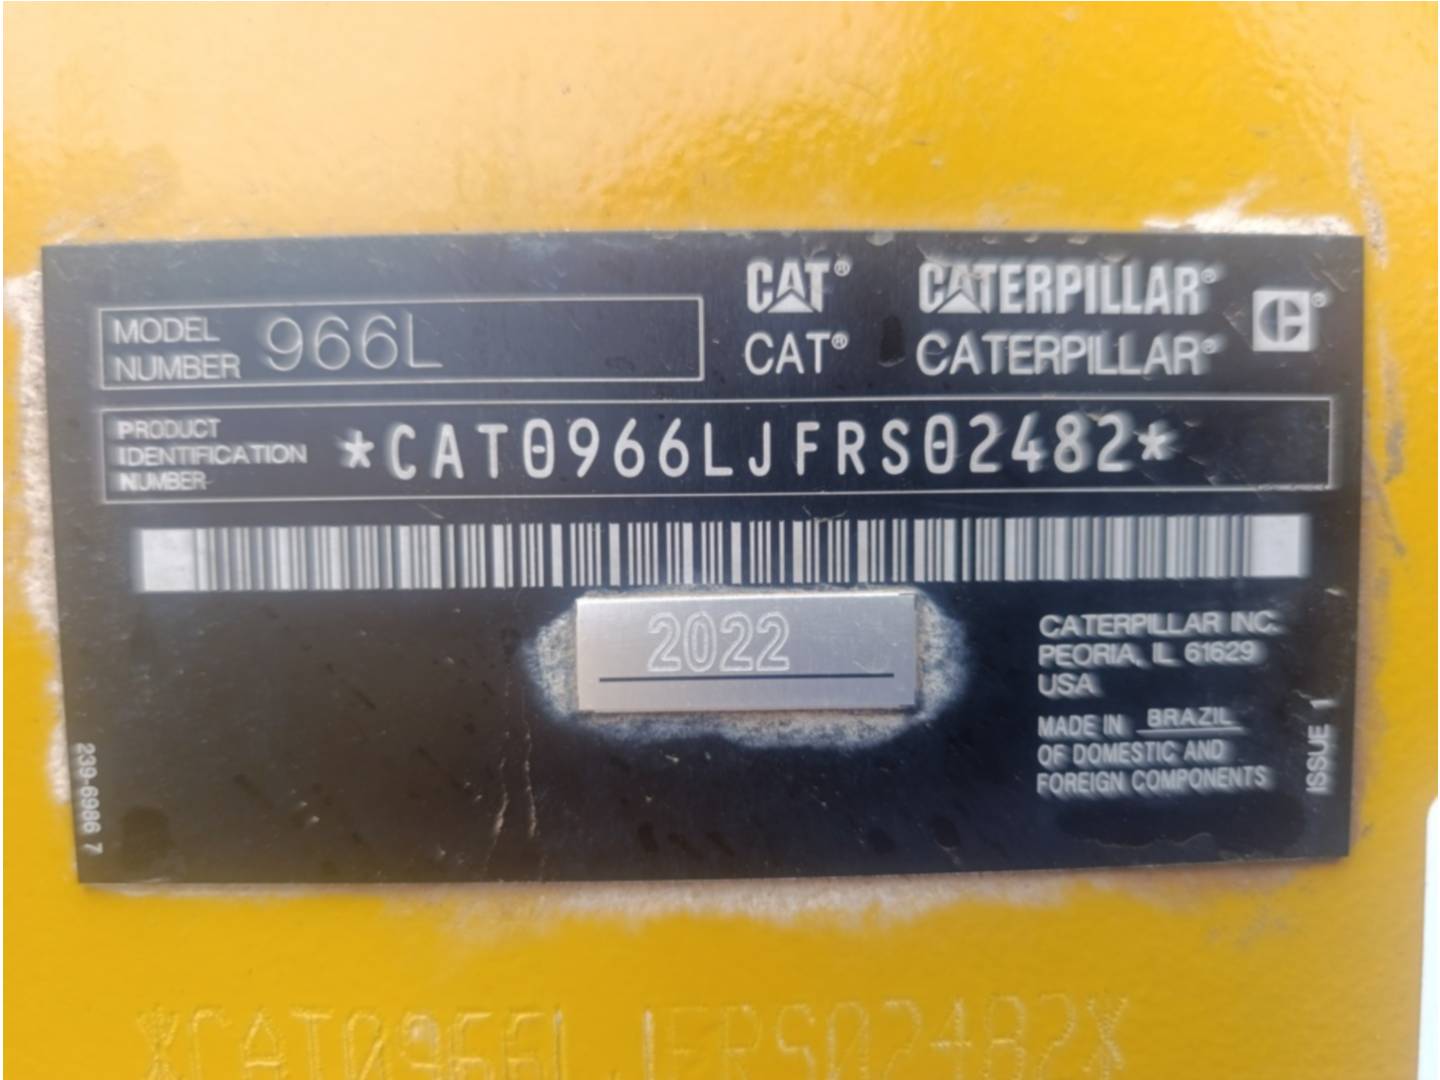 CAT® CATERPILLAR®
MODEL NUMBER 966L
CAT® CATERPILLAR®
PRODUCT IDENTIFICATION NUMBER *CAT0966LJFRS02482*
2022
CATERPILLAR INC.
PEORIA, IL 61629
USA
MADE IN BRAZIL
OF DOMESTIC AND
FOREIGN COMPONENTS
ISSUE 1
239-6986 7
*CAT0966LJFRS02482*